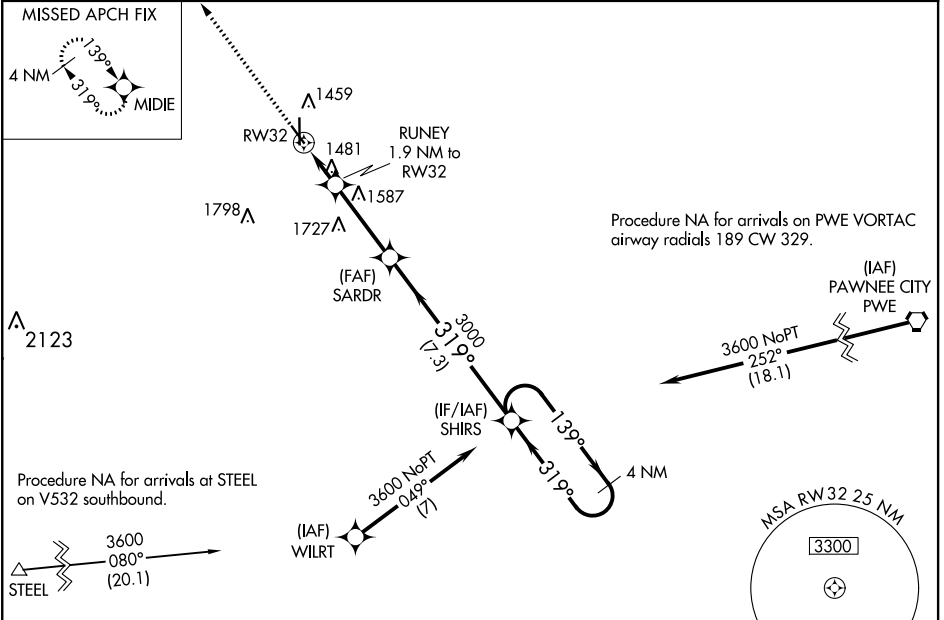 MISSED APCH FIX
4 NM
139°
319°
MIDIE
1459
RW32
1481
RUNEY
1.9 NM to
RW32
1587
1798
1727
(FAF)
SARDR
2123
Procedure NA for arrivals on PWE VORTAC
airway radials 189 CW 329.
(IAF)
PAWNEE CITY
PWE
3600 NoPT
252°
(18.1)
3000
319°
(7.3)
(IF/IAF)
SHIRS
139°
319°
4 NM
3600 NoPT
049°
(7)
(IAF)
WILRT
Procedure NA for arrivals at STEEL
on V532 southbound.
3600
080°
(20.1)
STEEL
MSA RW32 25 NM
3300